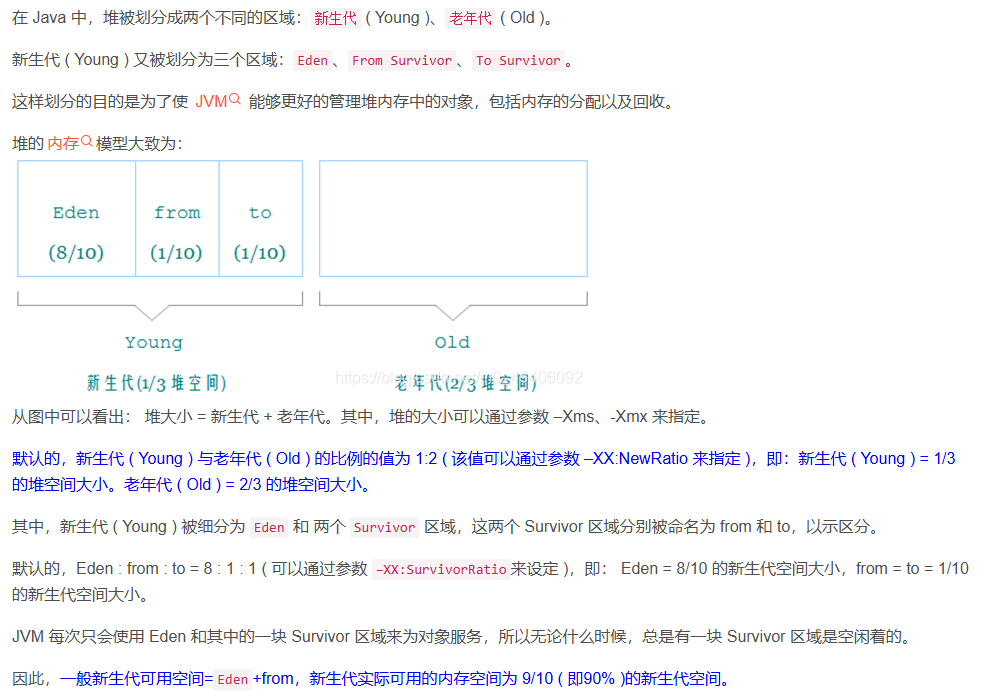 在 Java 中，堆被划分成两个不同的区域：新生代 ( Young )、老年代 ( Old )。
新生代 ( Young ) 又被划分为三个区域：Eden、From Survivor、To Survivor。
这样划分的目的是为了使 JVM 能够更好的管理堆内存中的对象，包括内存的分配以及回收。
堆的内存模型大致为：
Eden from to
(8/10) (1/10) (1/10)
Young Old
新生代(1/3 堆空间) 老年代(2/3 堆空间)
从图中可以看出： 堆大小 = 新生代 + 老年代。其中，堆的大小可以通过参数 –Xms、-Xmx 来指定。
默认的，新生代 ( Young ) 与老年代 ( Old ) 的比例的值为 1:2 ( 该值可以通过参数 –XX:NewRatio 来指定 )，即：新生代 ( Young ) = 1/3
的堆空间大小。老年代 ( Old ) = 2/3 的堆空间大小。
其中，新生代 ( Young ) 被细分为 Eden 和 两个 Survivor 区域，这两个 Survivor 区域分别被命名为 from 和 to，以示区分。
默认的，Eden : from : to = 8 : 1 : 1 ( 可以通过参数 –XX:SurvivorRatio 来设定 )，即： Eden = 8/10 的新生代空间大小，from = to = 1/10
的新生代空间大小。
JVM 每次只会使用 Eden 和其中的一块 Survivor 区域来为对象服务，所以无论什么时候，总是有一块 Survivor 区域是空闲着的。
因此，一般新生代可用空间= Eden +from，新生代实际可用的内存空间为 9/10 ( 即90% )的新生代空间。